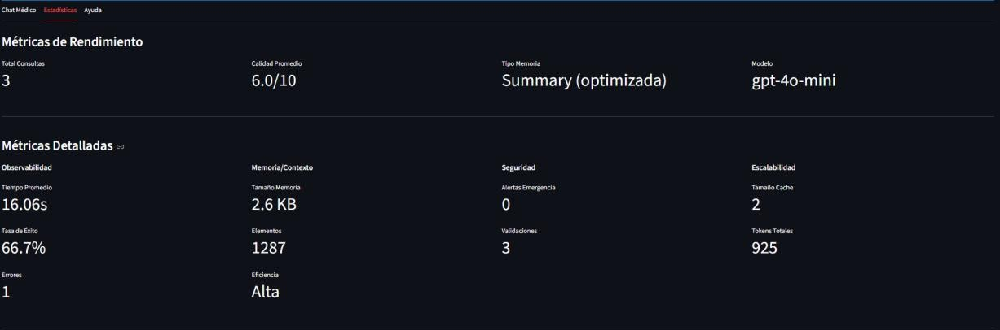 Chat Médico Estadísticas Ayuda
Métricas de Rendimiento
Total Consultas Calidad Promedio Tipo Memoria Modelo
3 6.0/10 Summary (optimizada) gpt-4o-mini
Métricas Detalladas
Observabilidad Memoria/Contexto Seguridad Escalabilidad
Tiempo Promedio Tamaño Memoria Alertas Emergencia Tamaño Cache
16.06s 2.6 KB 0 2
Tasa de Éxito Elementos Validaciones Tokens Totales
66.7% 1287 3 925
Errores Eficiencia
1 Alta